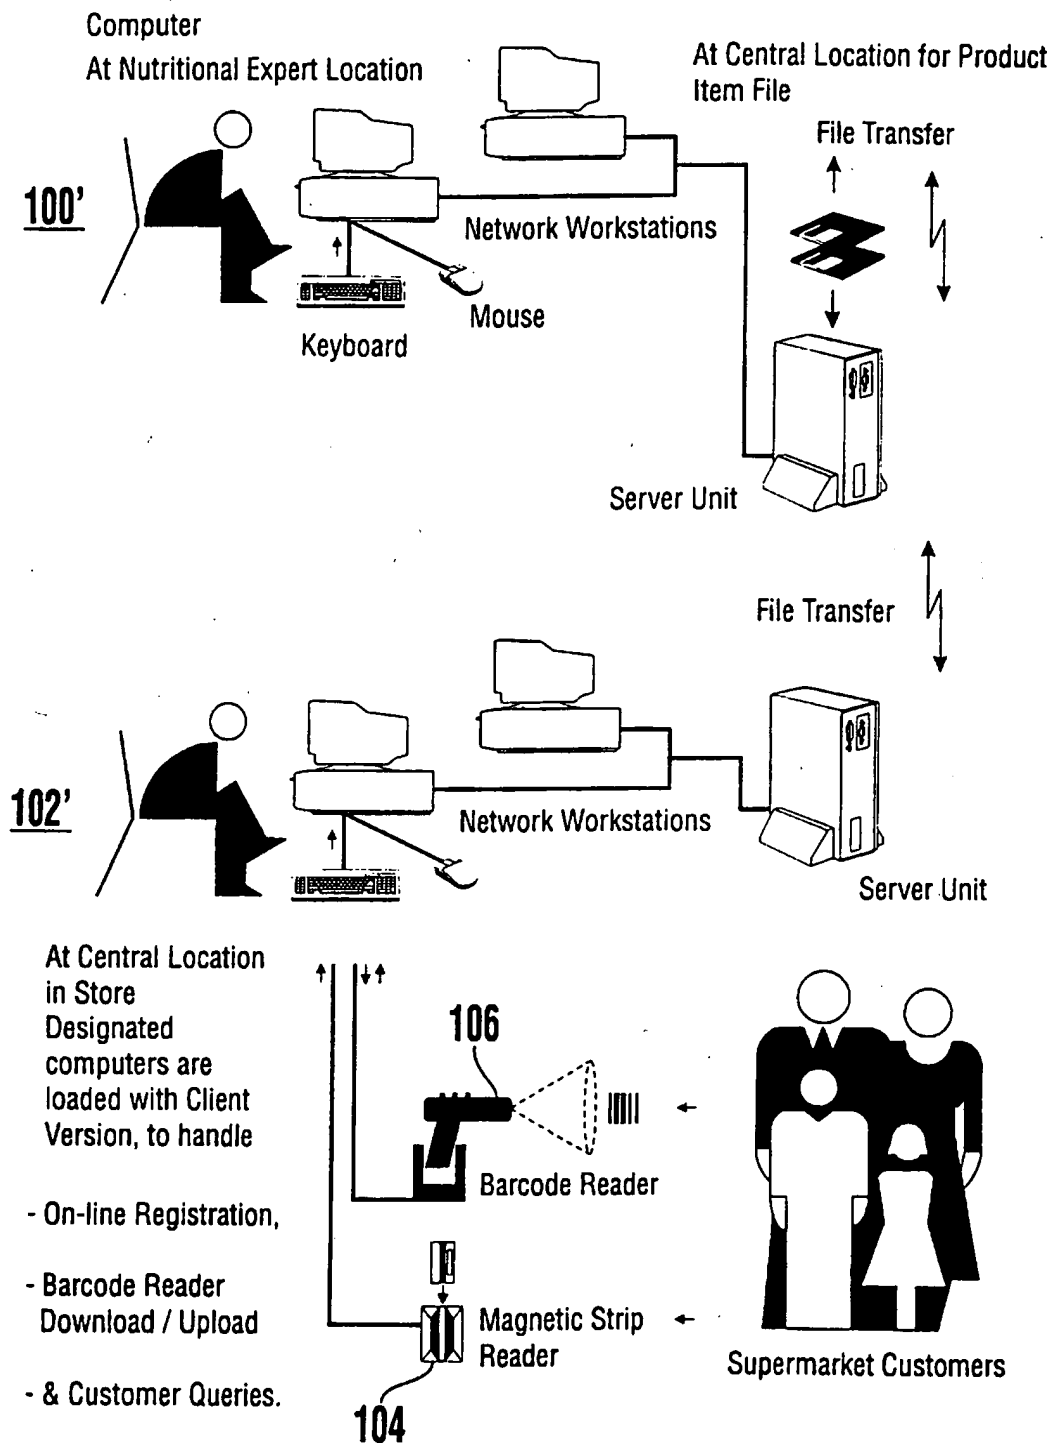 Computer
At Nutritional Expert Location
At Central Location for Product
Item File
File Transfer
100'
Network Workstations
Mouse
Keyboard
Server Unit
File Transfer
102'
Network Workstations
Server Unit
At Central Location
in Store
Designated
computers are
loaded with Client
Version, to handle
- On-line Registration,
- Barcode Reader
Download / Upload
- & Customer Queries.
106
Barcode Reader
Magnetic Strip
Reader
104
Supermarket Customers